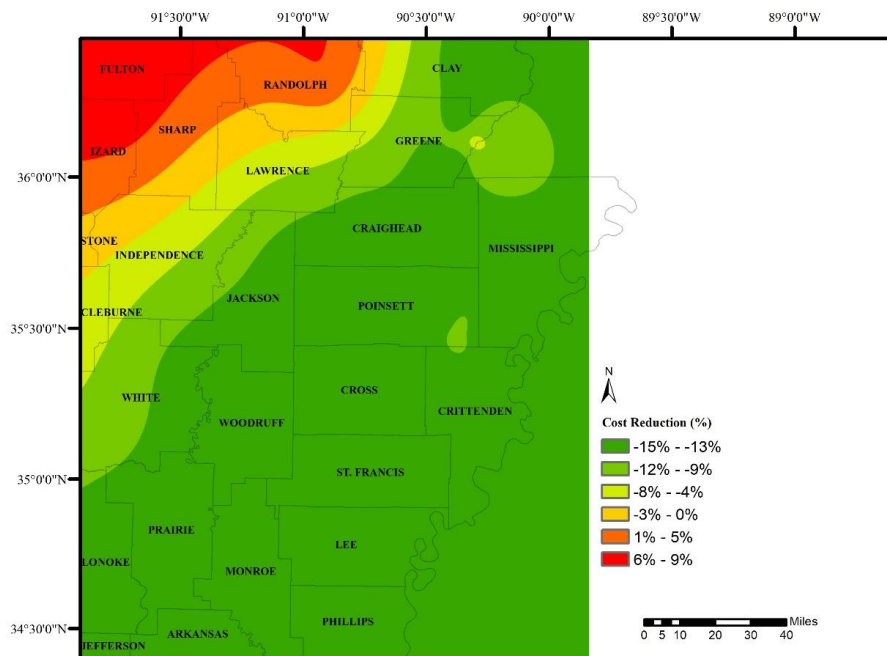 91°30'0"W 91°0'0"W 90°30'0"W 90°0'0"W 89°30'0"W 89°0'0"W
FULTON
CLAY
RANDOLPH
SHARP
GREENE
IZARD
LAWRENCE
36°0'0"N
CRAIGHEAD
STONE
MISSISSIPPI
INDEPENDENCE
JACKSON
POINSETT
CLEBURNE
35°30'0"N
WHITE
CROSS
CRITTENDEN
WOODRUFF
ST. FRANCIS
35°0'0"N
PRAIRIE
LEE
LONOKE
MONROE
PHILLIPS
34°30'0"N
ARKANSAS
JEFFERSON
N
Cost Reduction (%)
-15% - -13%
-12% - -9%
-8% - -4%
-3% - 0%
1% - 5%
6% - 9%
Miles
0 5 10 20 30 40